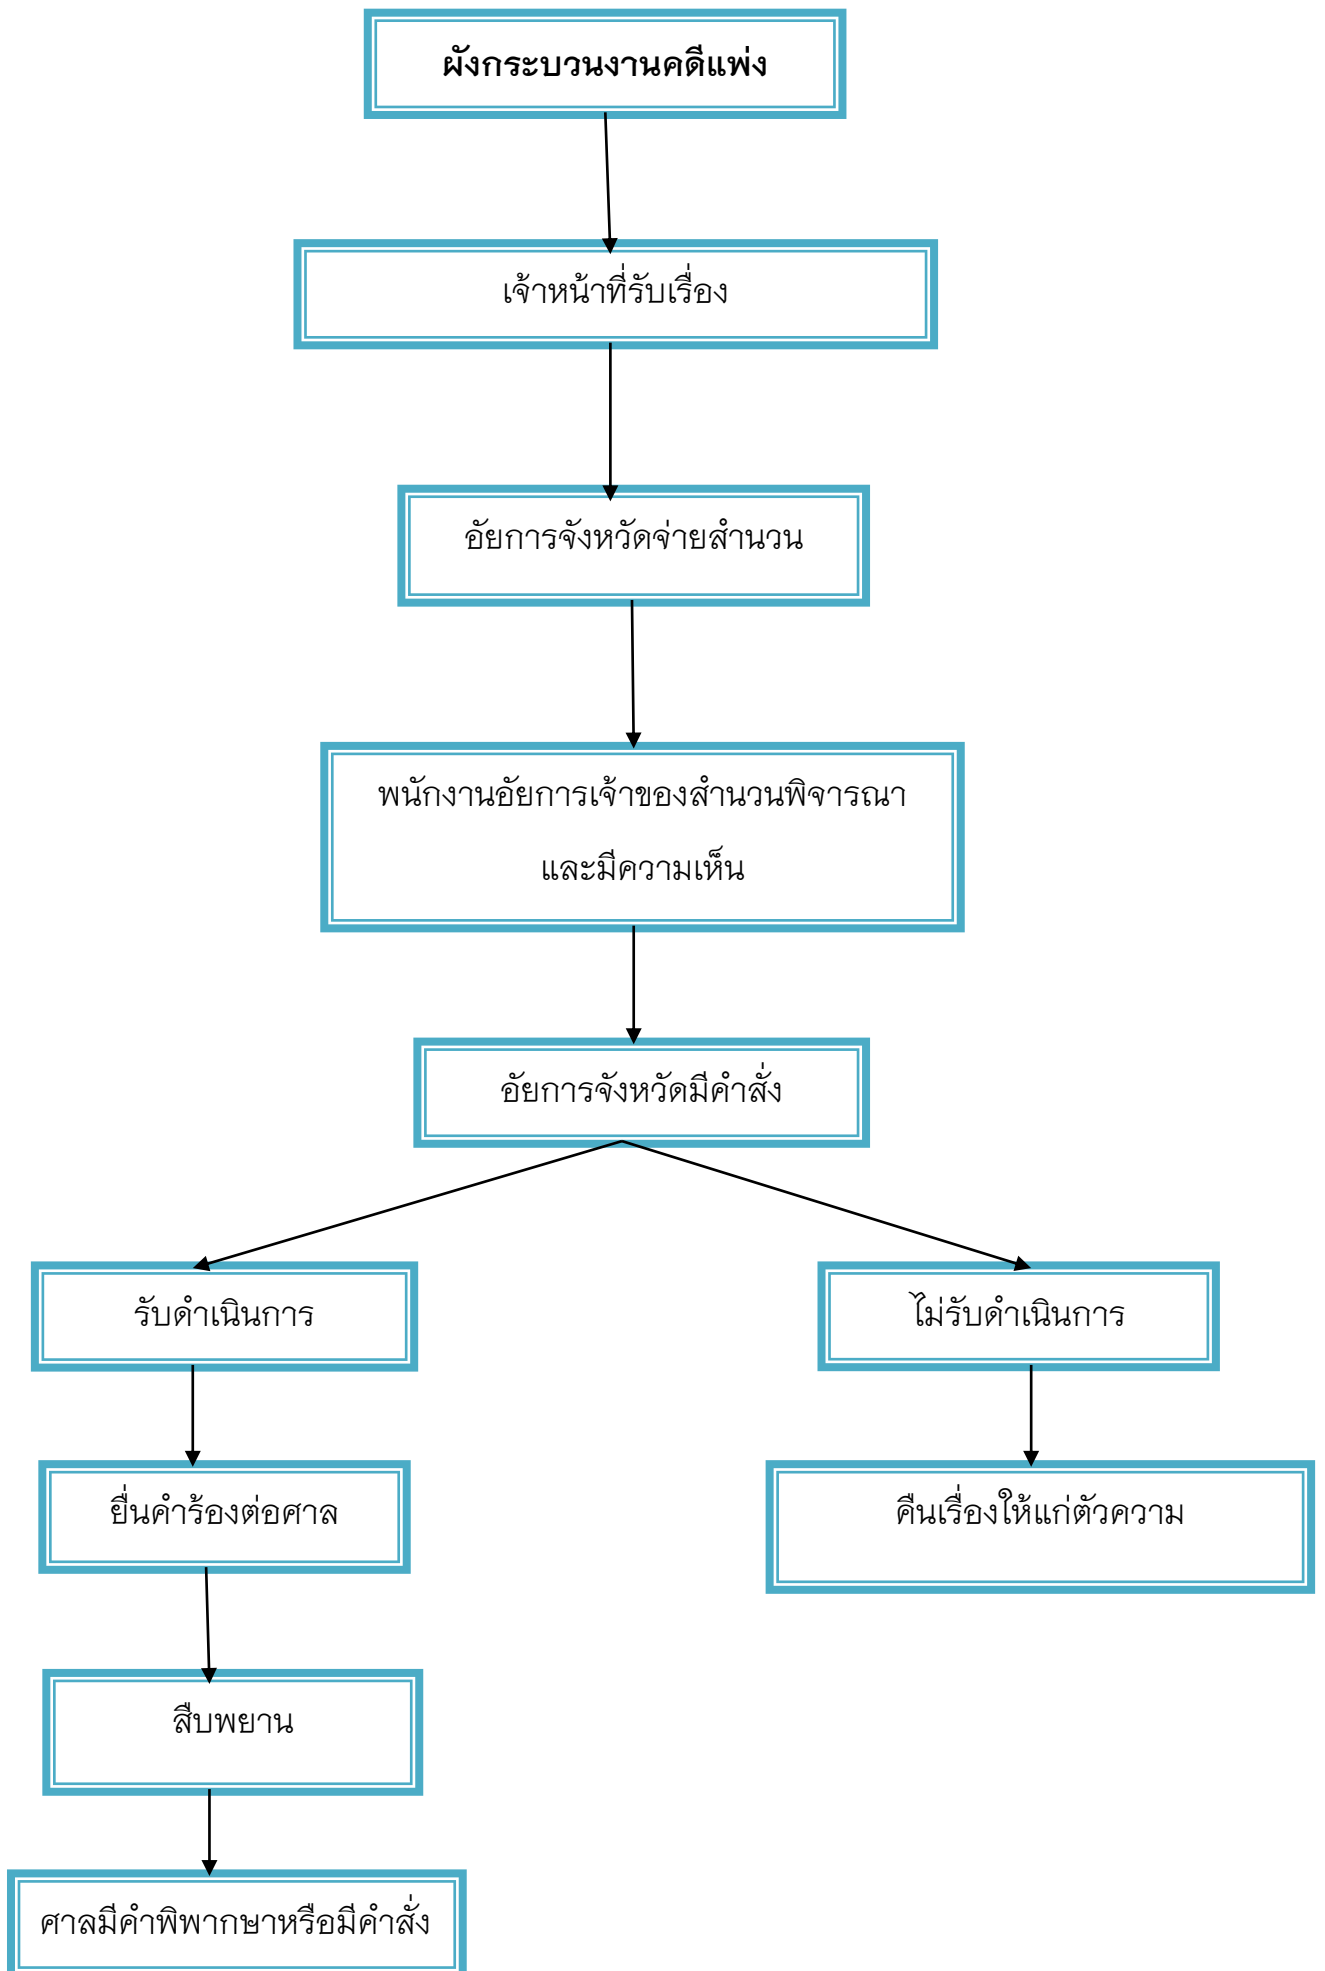 ผังกระบวนงานคดีแพ่ง
เจ้าหน้าที่รับเรื่อง
อัยการจังหวัดจ่ายสำนวน
พนักงานอัยการเจ้าของสำนวนพิจารณา
และมีความเห็น
อัยการจังหวัดมีคำสั่ง
รับดำเนินการ
ไม่รับดำเนินการ
ยื่นคำร้องต่อศาล
คืนเรื่องให้แก่ตัวความ
สืบพยาน
ศาลมีคำพิพากษาหรือมีคำสั่ง